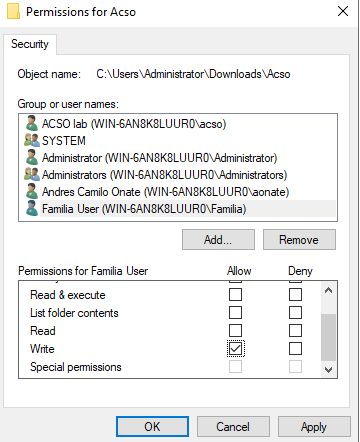 Permissions for Acso
Security
Object name: C:\Users\Administrator\Downloads\Acso
Group or user names:
ACSO lab (WIN-6AN8K8LUUR0\acso)
SYSTEM
Administrator (WIN-6AN8K8LUUR0\Administrator)
Administrators (WIN-6AN8K8LUUR0\Administrators)
Andres Camilo Onate (WIN-6AN8K8LUUR0\aonate)
Familia User (WIN-6AN8K8LUUR0\Familia)
Add... Remove
Permissions for Familia User Allow Deny
Read & execute
List folder contents
Read
Write
Special permissions
OK Cancel Apply